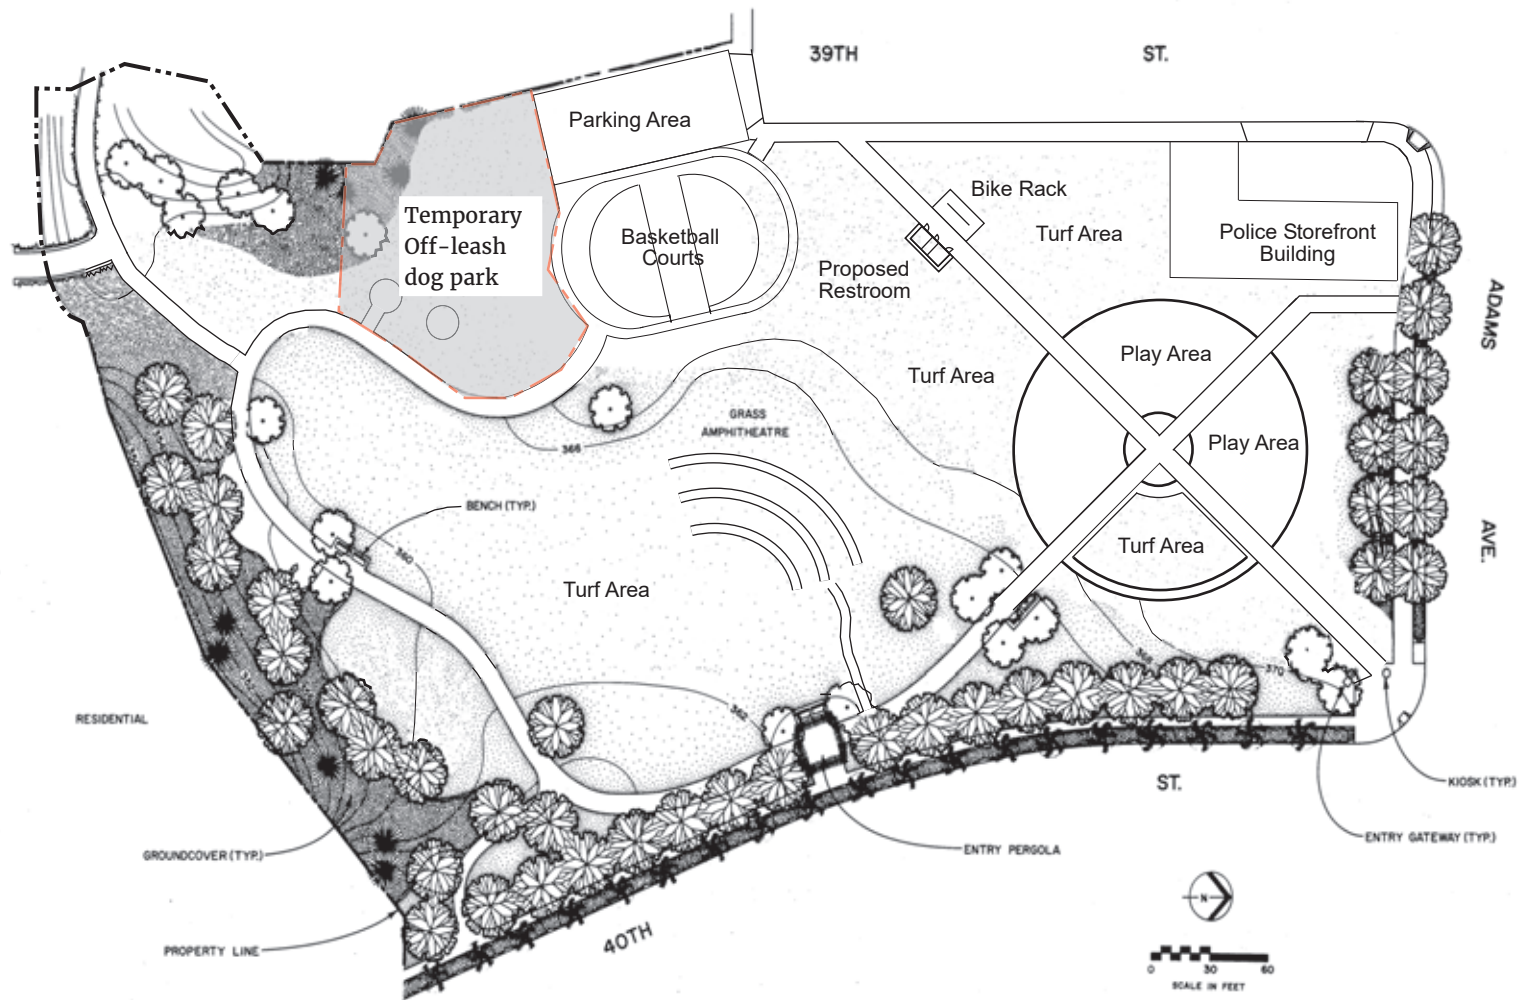 39TH ST.
Parking Area
Bike Rack
Temporary
Off-leash
dog park
Basketball
Courts
Turf Area
Police Storefront
Building
Proposed
Restroom
ADAMS
AVE.
Play Area
Turf Area
GRASS
AMPHITHEATRE
Play Area
366
BENCH (TYP.)
360
Turf Area
Turf Area
370
362
RESIDENTIAL
ST.
KIOSK (TYP.)
ENTRY GATEWAY (TYP.)
ENTRY PERGOLA
GROUNDCOVER (TYP.)
N
40TH
PROPERTY LINE
0 30 60
SCALE IN FEET